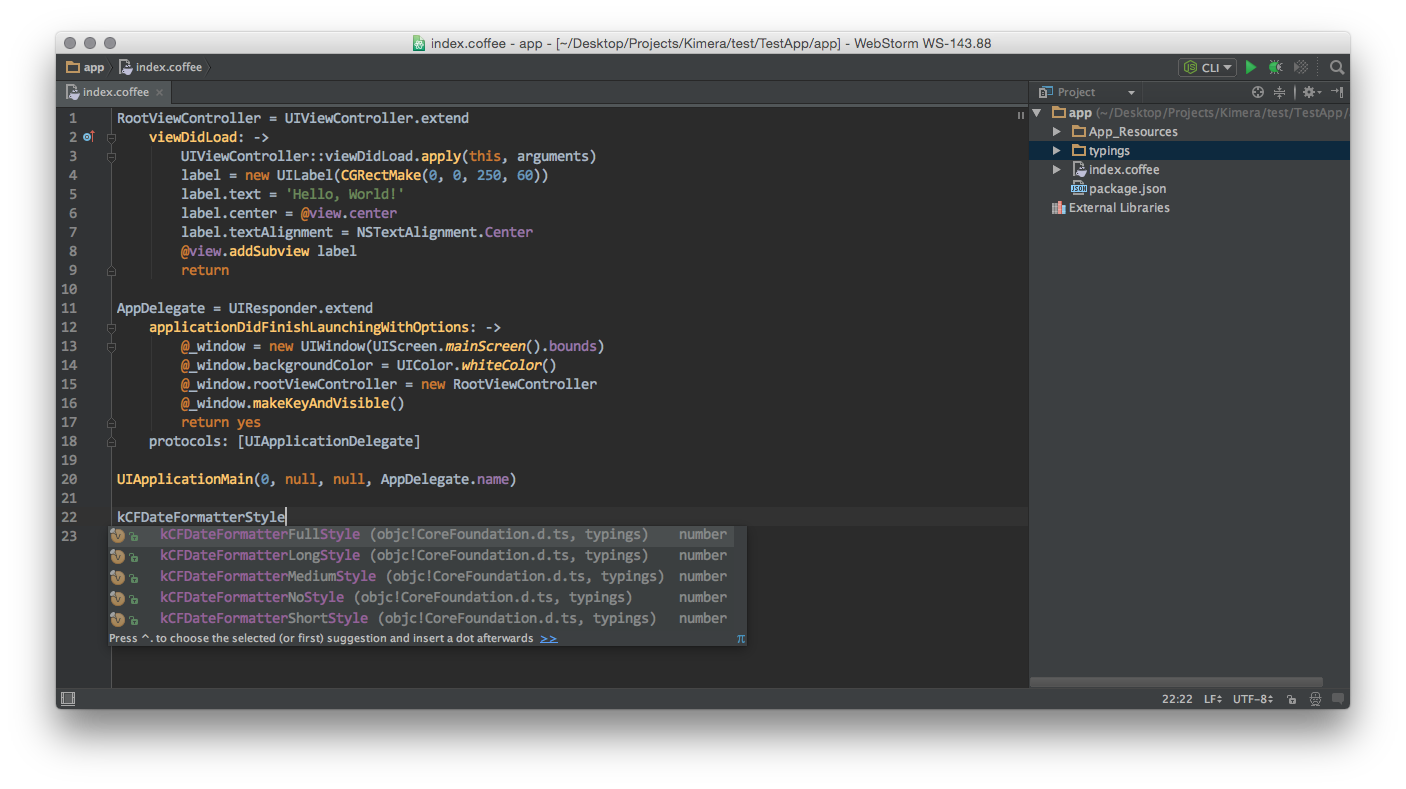 index.coffee - app - [~/Desktop/Projects/Kimera/test/TestApp/app] - WebStorm WS-143.88
app index.coffee CLI
index.coffee × Project
1 RootViewController = UIViewController.extend
2 viewDidLoad: ->
3 UIViewController::viewDidLoad.apply(this, arguments)
4 label = new UILabel(CGRectMake(0, 0, 250, 60))
5 label.text = 'Hello, World!'
6 label.center = @view.center
7 label.textAlignment = NSTextAlignment.Center
8 @view.addSubview label
9 return
10
11 AppDelegate = UIResponder.extend
12 applicationDidFinishLaunchingWithOptions: ->
13 @_window = new UIWindow(UIScreen.mainScreen().bounds)
14 @_window.backgroundColor = UIColor.whiteColor()
15 @_window.rootViewController = new RootViewController
16 @_window.makeKeyAndVisible()
17 return yes
18 protocols: [UIApplicationDelegate]
19
20 UIApplicationMain(0, null, null, AppDelegate.name)
21
22 kCFDateFormatterStyle
23
kCFDateFormatterFullStyle (objc!CoreFoundation.d.ts, typings) number
kCFDateFormatterLongStyle (objc!CoreFoundation.d.ts, typings) number
kCFDateFormatterMediumStyle (objc!CoreFoundation.d.ts, typings) number
kCFDateFormatterNoStyle (objc!CoreFoundation.d.ts, typings) number
kCFDateFormatterShortStyle (objc!CoreFoundation.d.ts, typings) number
Press ^. to choose the selected (or first) suggestion and insert a dot afterwards >> π
app (~/Desktop/Projects/Kimera/test/TestApp/
App_Resources
typings
index.coffee
package.json
External Libraries
22:22 LF UTF-8